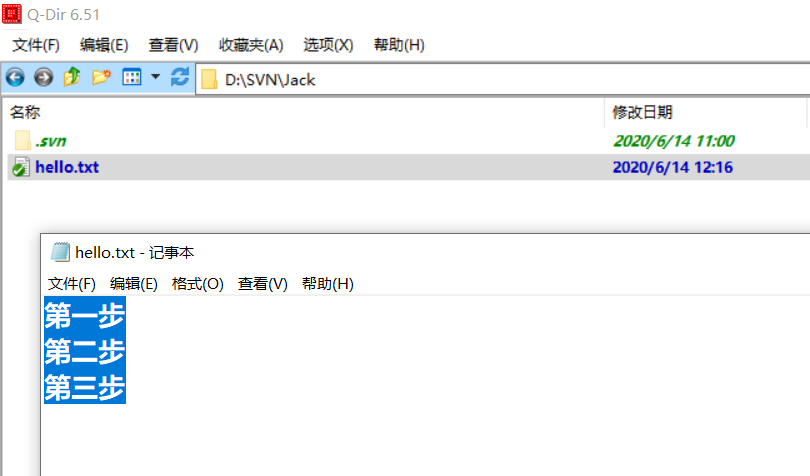 Q-Dir 6.51
文件(F) 编辑(E) 查看(V) 收藏夹(A) 选项(X) 帮助(H)
D:\SVN\Jack
名称 修改日期
.svn 2020/6/14 11:00
hello.txt 2020/6/14 12:16
hello.txt - 记事本
文件(F) 编辑(E) 格式(O) 查看(V) 帮助(H)
第一步
第二步
第三步